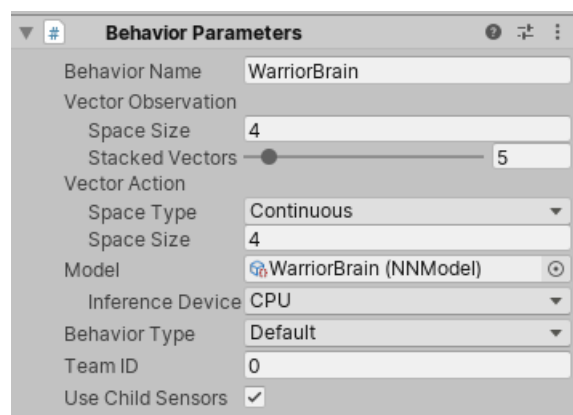 Behavior Parameters
Behavior Name WarriorBrain
Vector Observation
Space Size 4
Stacked Vectors 5
Vector Action
Space Type Continuous
Space Size 4
Model WarriorBrain (NNModel)
Inference Device CPU
Behavior Type Default
Team ID 0
Use Child Sensors